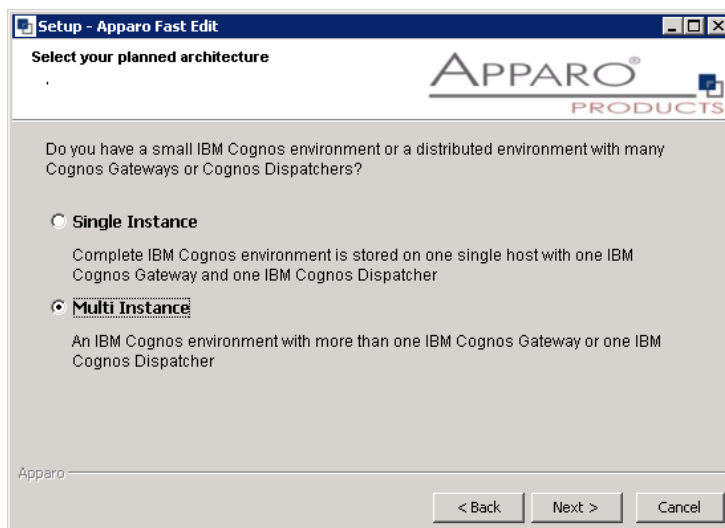 Setup - Apparo Fast Edit
Select your planned architecture
.
APPARO®
PRODUCTS
Do you have a small IBM Cognos environment or a distributed environment with many
Cognos Gateways or Cognos Dispatchers?
Single Instance
Complete IBM Cognos environment is stored on one single host with one IBM
Cognos Gateway and one IBM Cognos Dispatcher
Multi Instance
An IBM Cognos environment with more than one IBM Cognos Gateway or one IBM
Cognos Dispatcher
Apparo
< Back Next > Cancel